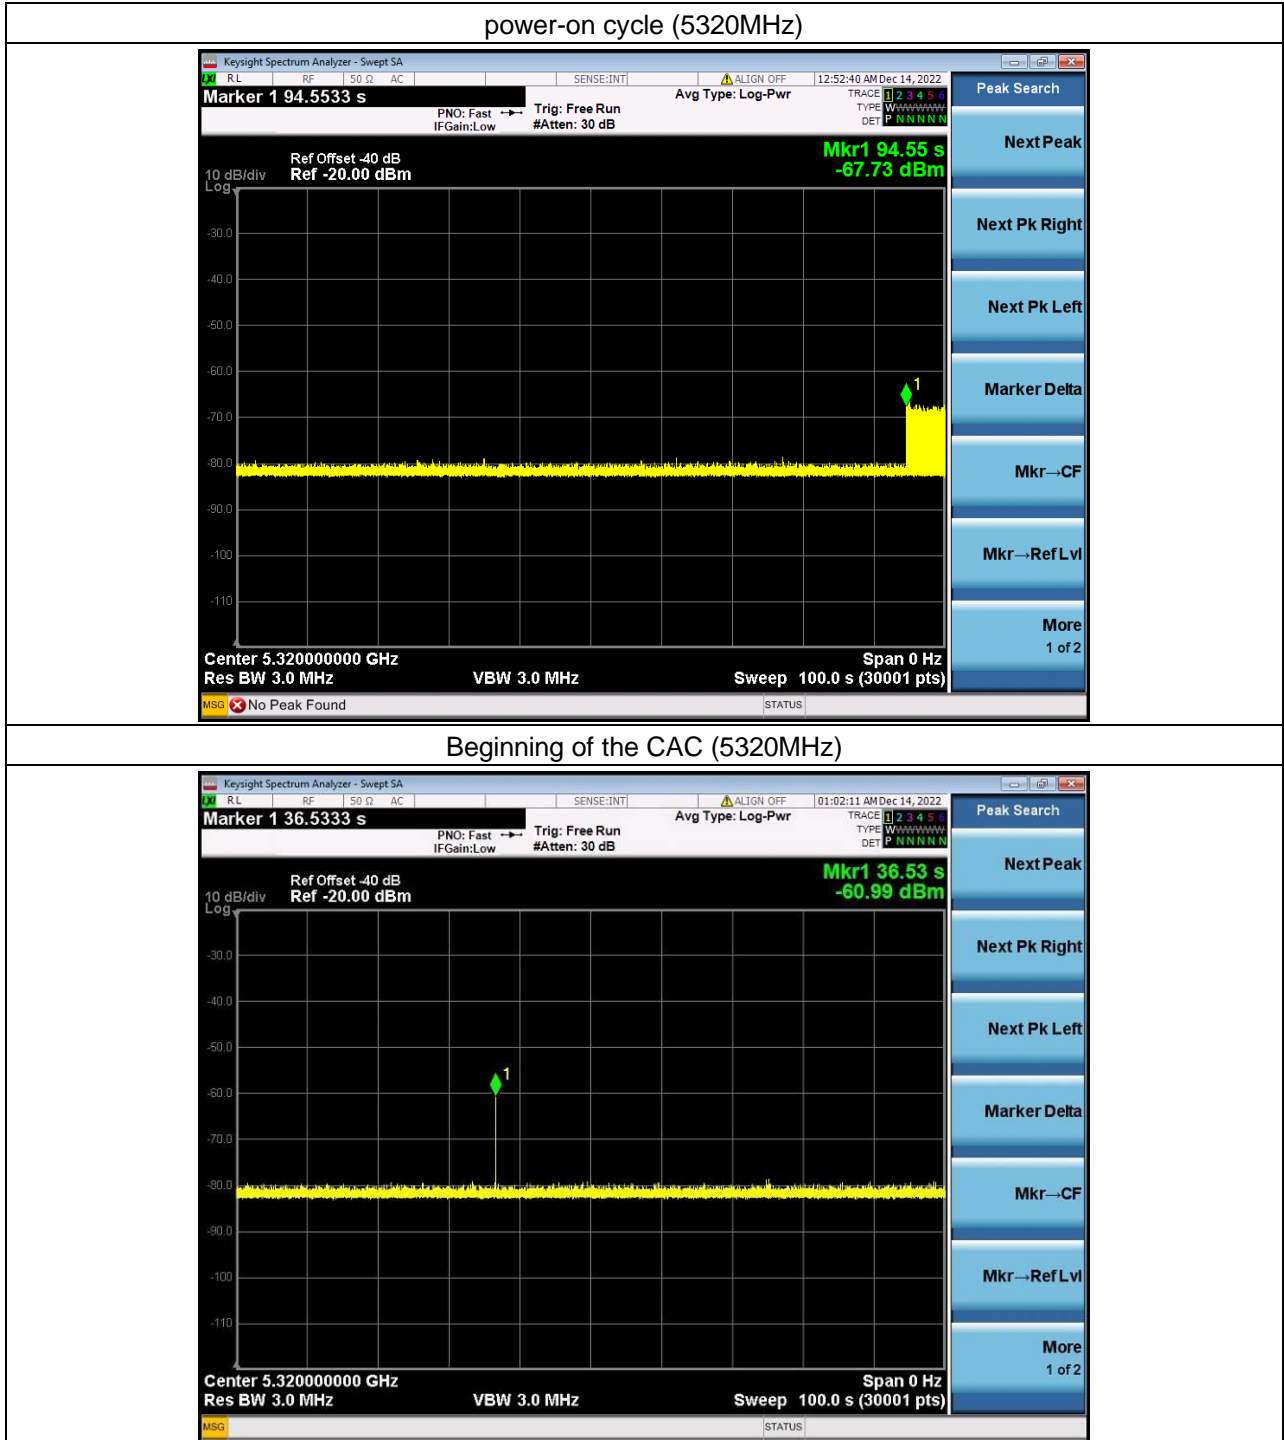 power-on cycle (5320MHz)
Keysight Spectrum Analyzer - Swept SA
LXI RL RF 50 Ω AC SENSE:INT ALIGN OFF 12:52:40 AM Dec 14, 2022
Marker 1 94.5533 s
PNO: Fast
IFGain:Low
Trig: Free Run
#Atten: 30 dB
Avg Type: Log-Pwr
TRACE 1 2 3 4 5 6
TYPE WWWWWW
DET P N N N N N
Peak Search
Next Peak
Next Pk Right
Next Pk Left
Marker Delta
Mkr→CF
Mkr→Ref Lvl
More
1 of 2
Mkr1 94.55 s
-67.73 dBm
Ref Offset -40 dB
10 dB/div Ref -20.00 dBm
Log
-30.0
-40.0
-50.0
-60.0
1
-70.0
-80.0
-90.0
-100
-110
Center 5.320000000 GHz Span 0 Hz
Res BW 3.0 MHz VBW 3.0 MHz Sweep 100.0 s (30001 pts)
MSG No Peak Found STATUS
Beginning of the CAC (5320MHz)
Keysight Spectrum Analyzer - Swept SA
LXI RL RF 50 Ω AC SENSE:INT ALIGN OFF 01:02:11 AM Dec 14, 2022
Marker 1 36.5333 s
PNO: Fast
IFGain:Low
Trig: Free Run
#Atten: 30 dB
Avg Type: Log-Pwr
TRACE 1 2 3 4 5 6
TYPE WWWWWW
DET P N N N N N
Peak Search
Next Peak
Next Pk Right
Next Pk Left
Marker Delta
Mkr→CF
Mkr→Ref Lvl
More
1 of 2
Mkr1 36.53 s
-60.99 dBm
Ref Offset -40 dB
10 dB/div Ref -20.00 dBm
Log
-30.0
-40.0
-50.0
1
-60.0
-70.0
-80.0
-90.0
-100
-110
Center 5.320000000 GHz Span 0 Hz
Res BW 3.0 MHz VBW 3.0 MHz Sweep 100.0 s (30001 pts)
MSG STATUS